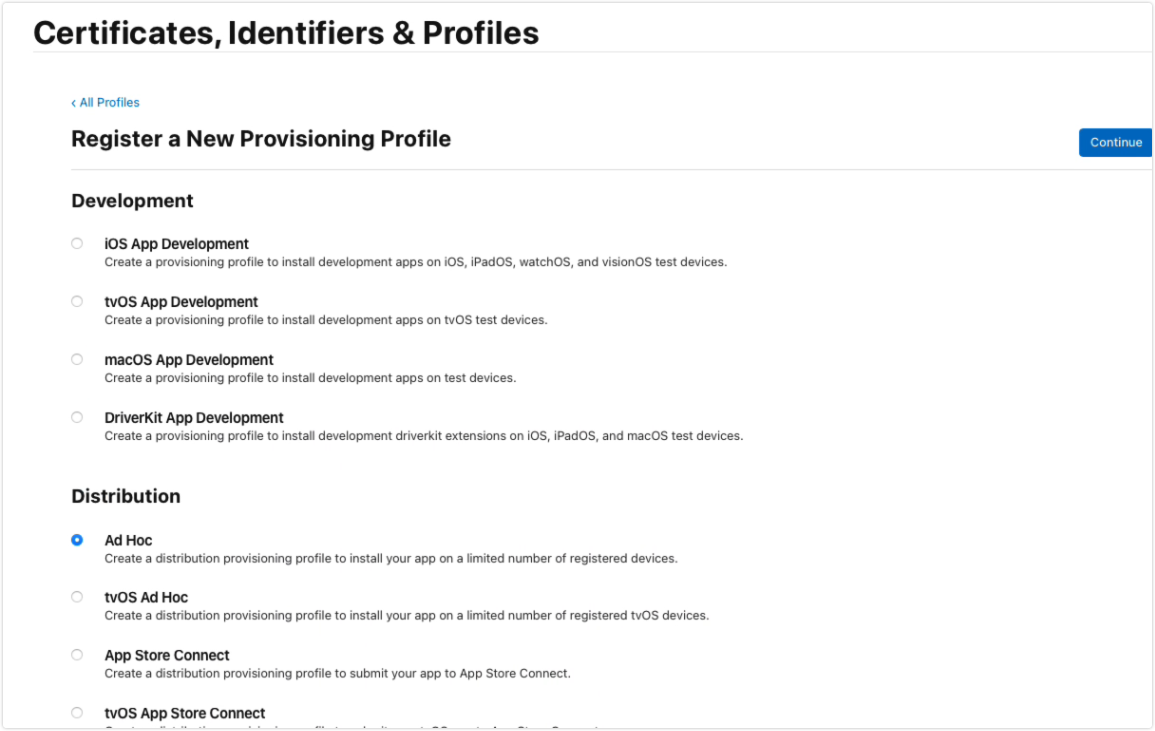 Certificates, Identifiers & Profiles
‹ All Profiles
Register a New Provisioning Profile
Continue
Development
iOS App Development
Create a provisioning profile to install development apps on iOS, iPadOS, watchOS, and visionOS test devices.
tvOS App Development
Create a provisioning profile to install development apps on tvOS test devices.
macOS App Development
Create a provisioning profile to install development apps on test devices.
DriverKit App Development
Create a provisioning profile to install development driverkit extensions on iOS, iPadOS, and macOS test devices.
Distribution
Ad Hoc
Create a distribution provisioning profile to install your app on a limited number of registered devices.
tvOS Ad Hoc
Create a distribution provisioning profile to install your app on a limited number of registered tvOS devices.
App Store Connect
Create a distribution provisioning profile to submit your app to App Store Connect.
tvOS App Store Connect